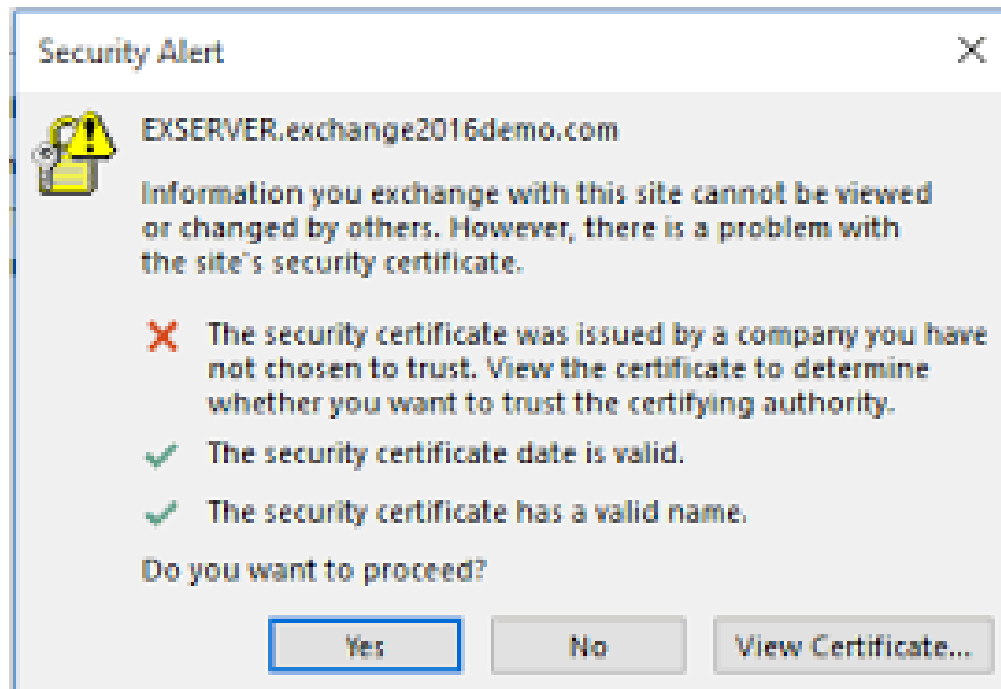 Security Alert
EXSERVER.exchange2016demo.com
Information you exchange with this site cannot be viewed
or changed by others. However, there is a problem with
the site's security certificate.
The security certificate was issued by a company you have
not chosen to trust. View the certificate to determine
whether you want to trust the certifying authority.
The security certificate date is valid.
The security certificate has a valid name.
Do you want to proceed?
Yes
No
View Certificate...